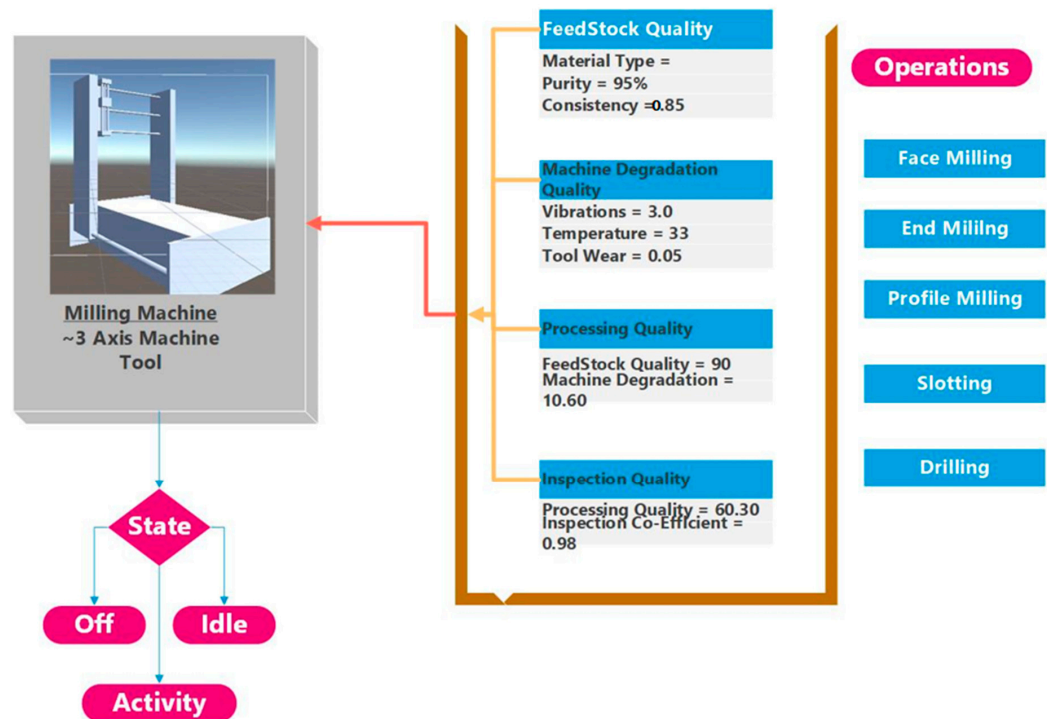 Milling Machine
~3 Axis Machine
Tool
State
Off
Idle
Activity
FeedStock Quality
Material Type =
Purity = 95%
Consistency =0.85
Machine Degradation
Quality
Vibrations = 3.0
Temperature = 33
Tool Wear = 0.05
Processing Quality
FeedStock Quality = 90
Machine Degradation =
10.60
Inspection Quality
Processing Quality = 60.30
Inspection Co-Efficient =
0.98
Operations
Face Milling
End Mililng
Profile Milling
Slotting
Drilling